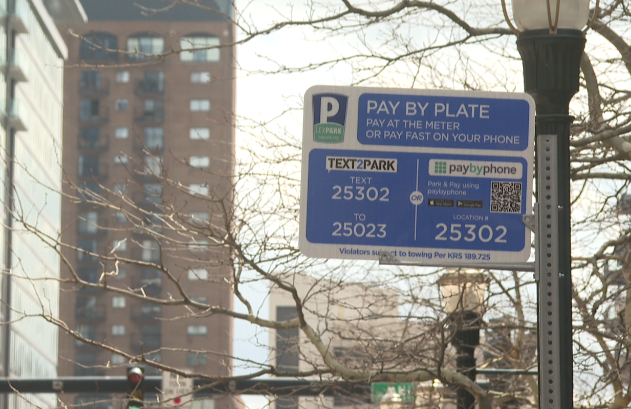 P
LEXPARK
PAY BY PLATE
PAY AT THE METER
OR PAY FAST ON YOUR PHONE
TEXT2PARK
TEXT
25302
TO
25023
OR
paybyphone
Park & Pay using
paybyphone
LOCATION #
25302
Violators subject to towing Per KRS 189.725